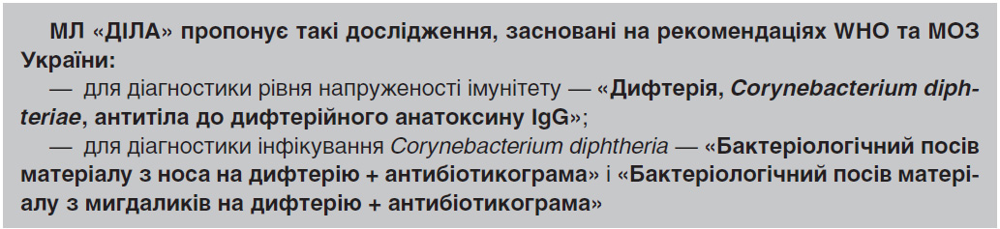 МЛ «ДІЛА» пропонує такі дослідження, засновані на рекомендаціях WHO та МОЗ
України:
— для діагностики рівня напруженості імунітету — «Дифтерія, Corynebacterium diph-
teriae, антитіла до дифтерійного анатоксину IgG»;
— для діагностики інфікування Corynebacterium diphtheria — «Бактеріологічний посів
матеріалу з носа на дифтерію + антибіотикограма» і «Бактеріологічний посів матері-
алу з мигдаликів на дифтерію + антибіотикограма»